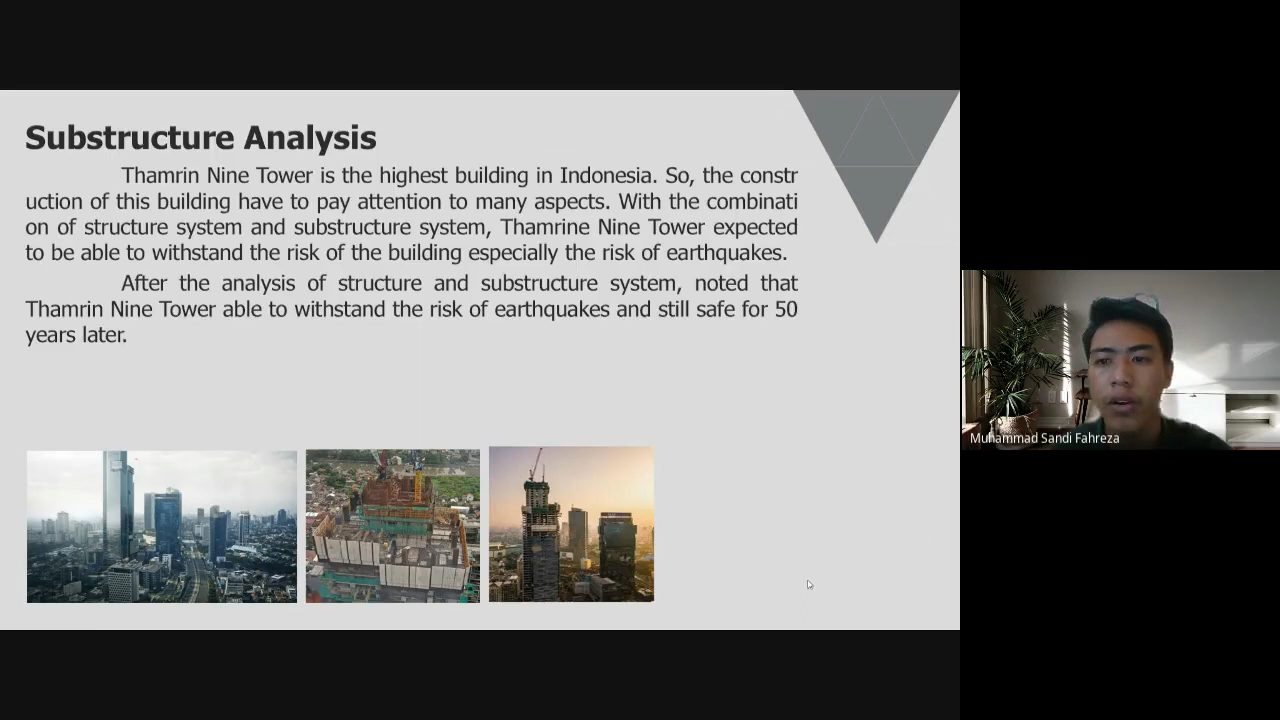 Substructure Analysis
Thamrin Nine Tower is the highest building in Indonesia. So, the constr
uction of this building have to pay attention to many aspects. With the combinati
on of structure system and substructure system, Thamrine Nine Tower expected
to be able to withstand the risk of the building especially the risk of earthquakes.
After the analysis of structure and substructure system, noted that
Thamrin Nine Tower able to withstand the risk of earthquakes and still safe for 50
years later.
Muhammad Sandi Fahreza